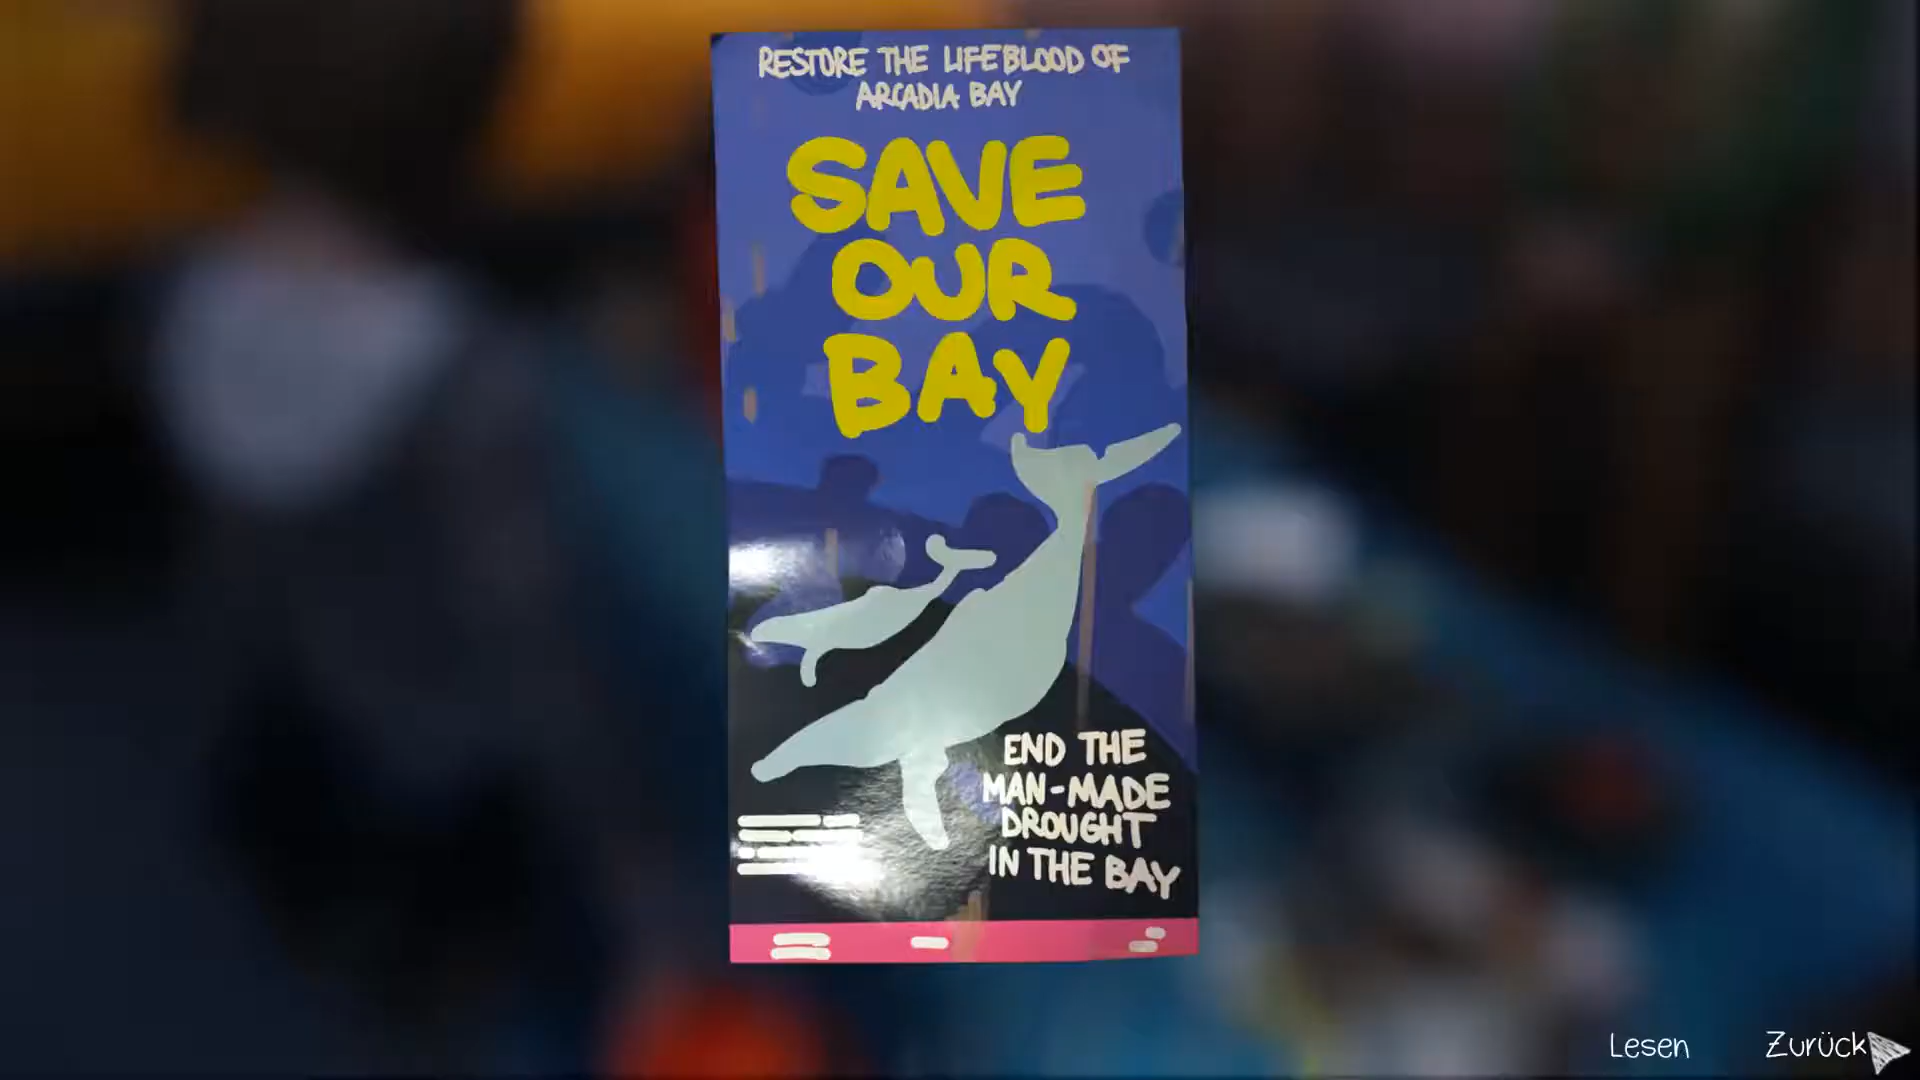 RESTORE THE LIFEBLOOD OF
ARCADIA BAY
SAVE
OUR
BAY
END THE
MAN-MADE
DROUGHT
IN THE BAY
Lesen
Zurück